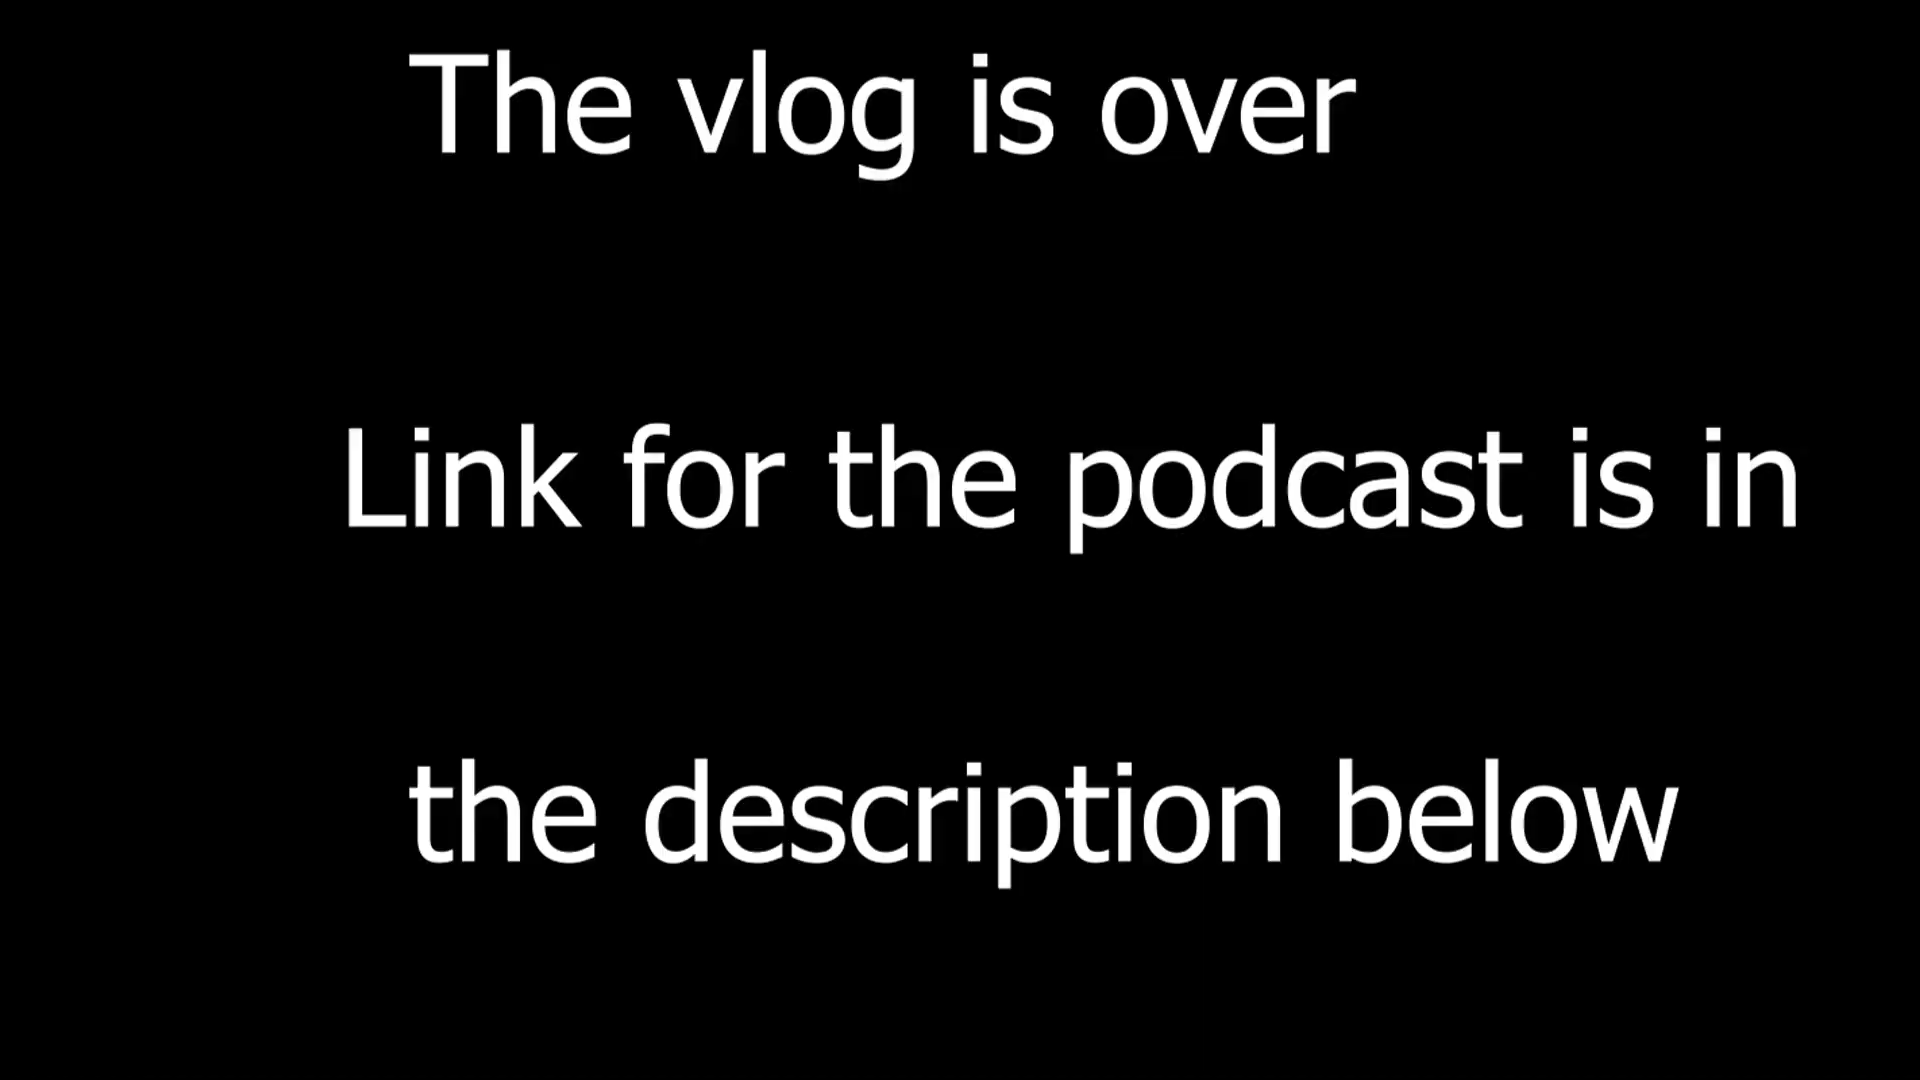 The vlog is over
Link for the podcast is in
the description below